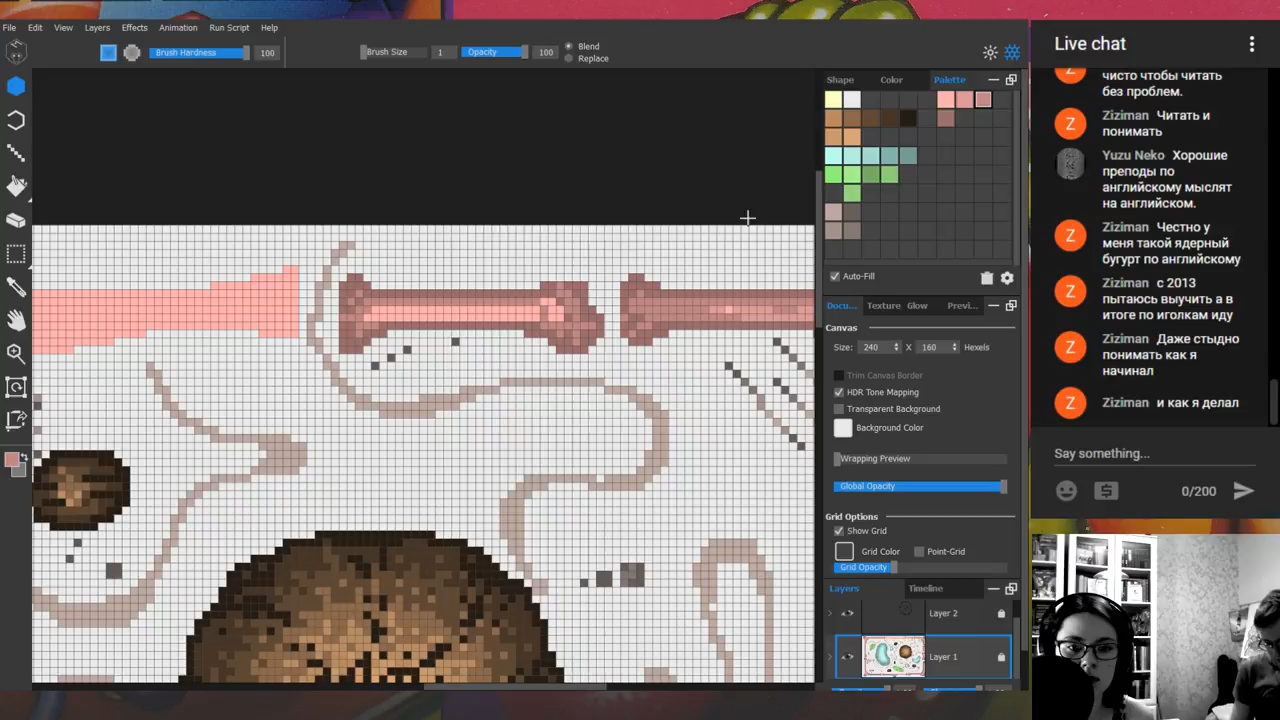 File Edit View Layers Effects Animation Run Script Help
Brush Hardness 100 Brush Size 1 Opacity 100 Blend
Replace
Shape Color Palette
Auto-Fill
Docu... Texture Glow Previ...
Canvas
Size: 240 X 160 Hexels
Trim Canvas Border
HDR Tone Mapping
Transparent Background
Background Color
Wrapping Preview
Global Opacity
Grid Options
Show Grid
Grid Color Point-Grid
Grid Opacity
Layers Timeline
Layer 2
Layer 1
Live chat
чисто чтобы читать
без проблем.
Ziziman Читать и
понимать
Yuzu Neko Хорошие
преподы по
английскому мыслят
на английском.
Ziziman Честно у
меня такой ядерный
бугурт по английскому
Ziziman с 2013
пытаюсь выучить а в
итоге по иголкам иду
Ziziman Даже стыдно
понимать как я
начинал
Ziziman и как я делал
Say something...
0/200